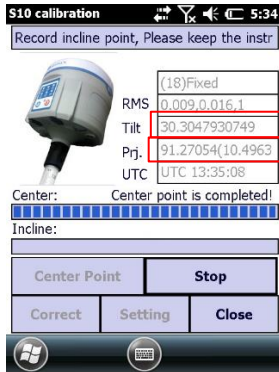 S10 calibration 5:34
Record incline point, Please keep the instr
(18)Fixed
RMS 0.009,0.016,1
Tilt 30.3047930749
Prj. 91.27054(10.4963
UTC UTC 13:35:08
Center: Center point is completed!
Incline:
Center Point Stop
Correct Setting Close